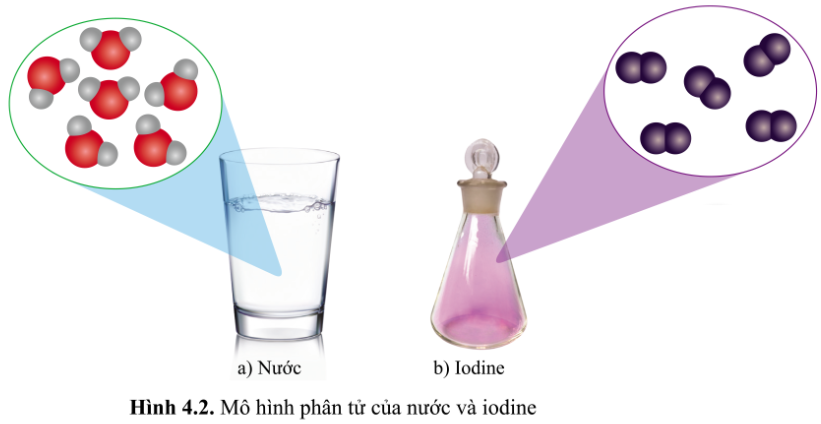 a) Nước
b) Iodine
Hình 4.2. Mô hình phân tử của nước và iodine